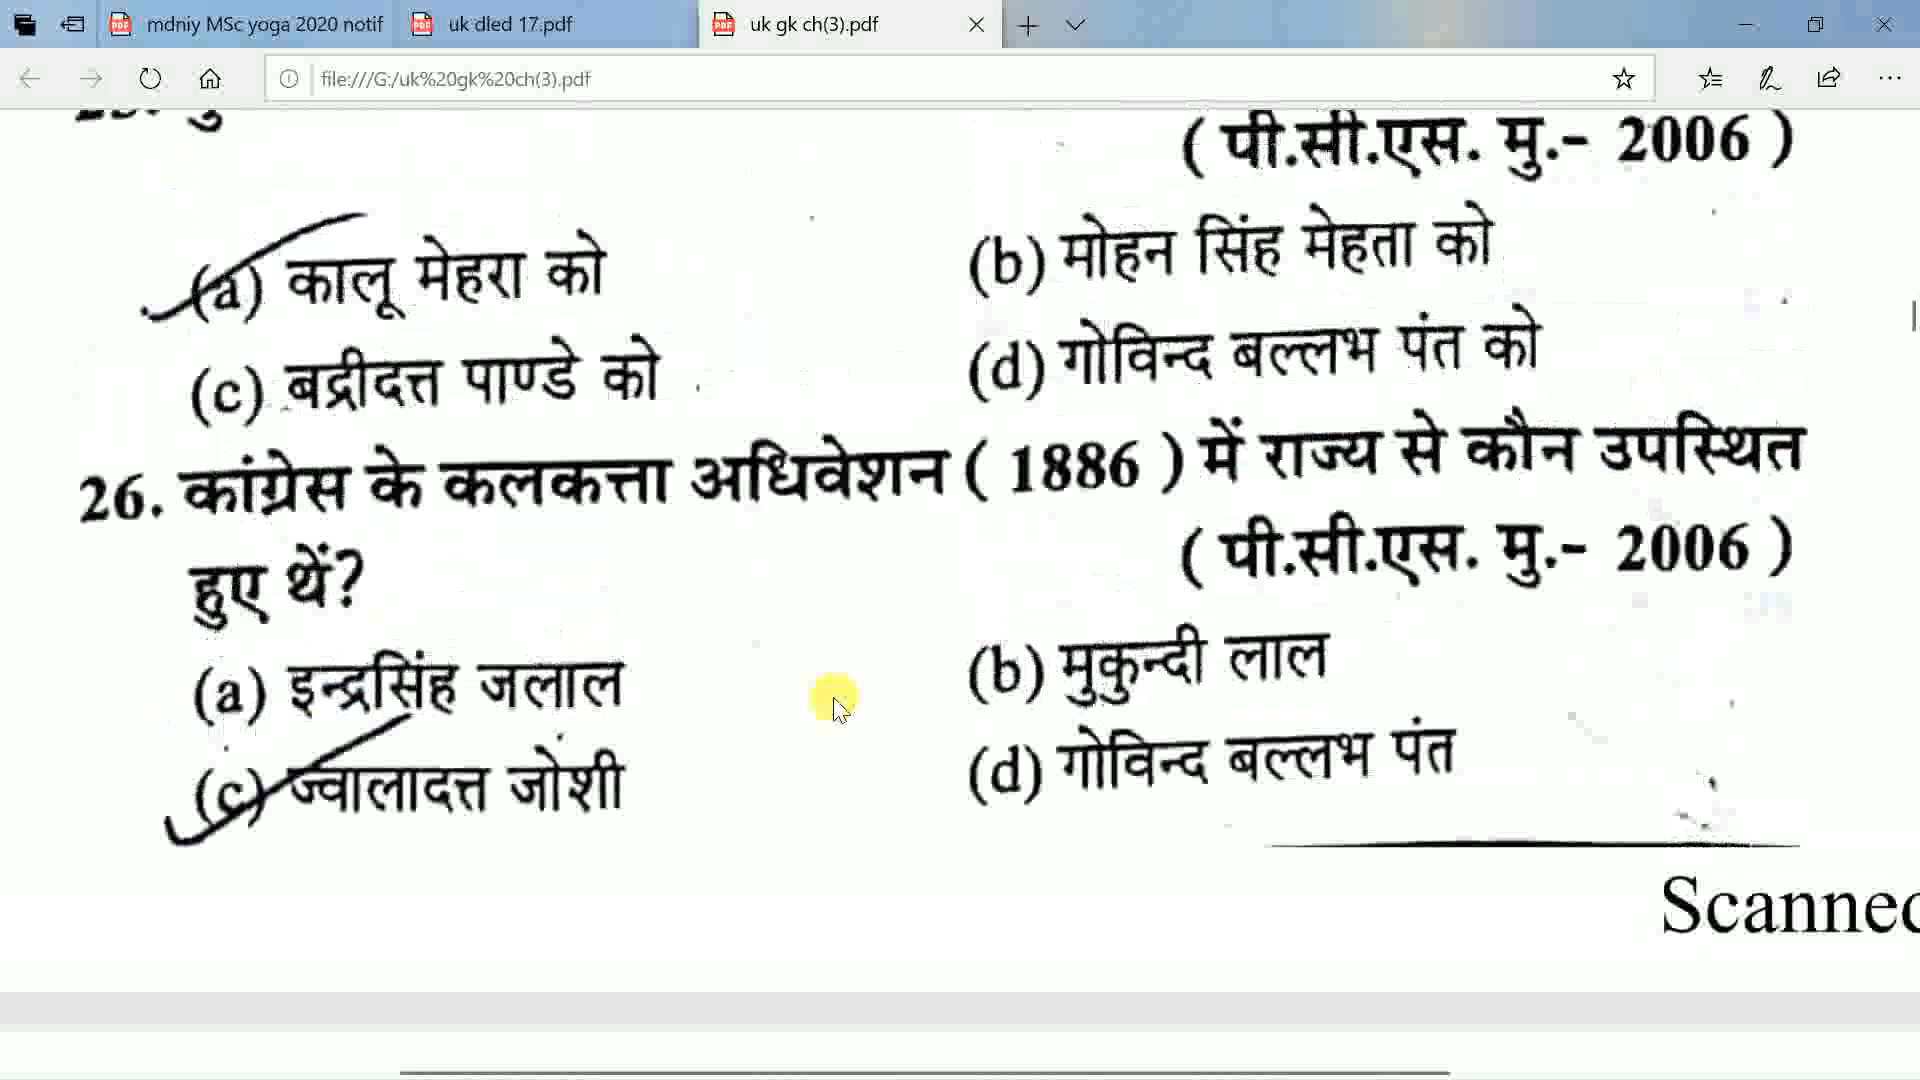 mdniy MSc yoga 2020 notif
uk dled 17.pdf
uk gk ch(3).pdf
file:///G:/uk%20gk%20ch(3).pdf
( पी.सी.एस. मु.- 2006 )
(a) कालू मेहरा को
(b) मोहन सिंह मेहता को
(c) बद्रीदत्त पाण्डे को
(d) गोविन्द बल्लभ पंत को
26. कांग्रेस के कलकत्ता अधिवेशन ( 1886 ) में राज्य से कौन उपस्थित
हुए थें?
( पी.सी.एस. मु.- 2006 )
(a) इन्द्रसिंह जलाल
(b) मुकुन्दी लाल
(c) ज्वालादत्त जोशी
(d) गोविन्द बल्लभ पंत
Scanned